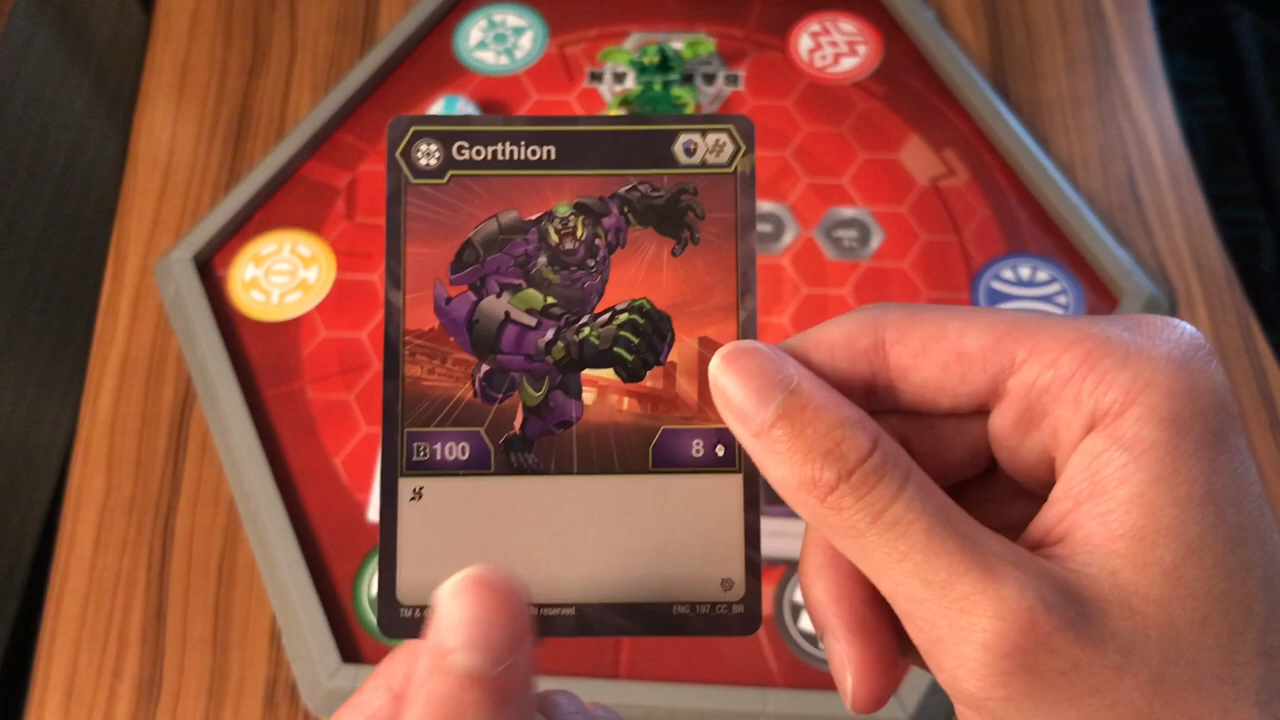 Gorthion
B100
8
TM & 
s reserved.
ENG_197_CC_BR